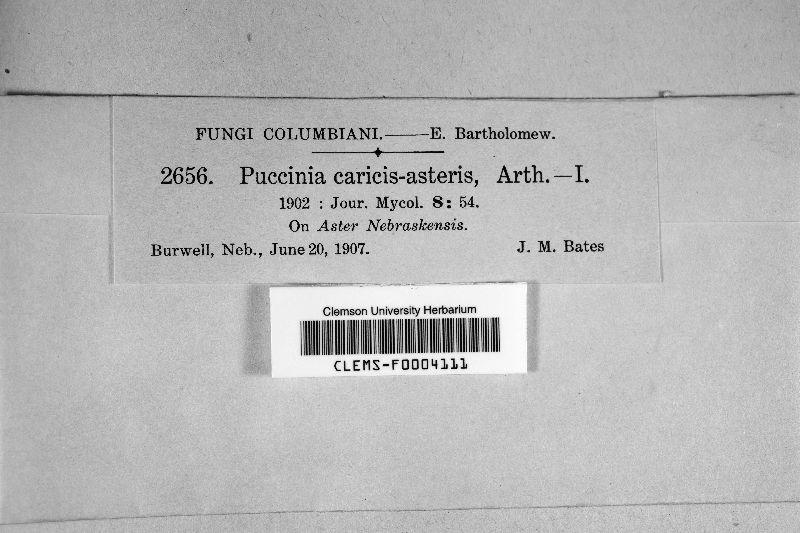 FUNGI COLUMBIANI.——E. Bartholomew.
2656. Puccinia caricis-asteris, Arth.—I.
1902 : Jour. Mycol. 8: 54.
On Aster Nebraskensis.
Burwell, Neb., June 20, 1907. J. M. Bates
Clemson University Herbarium
CLEMS-F0004111